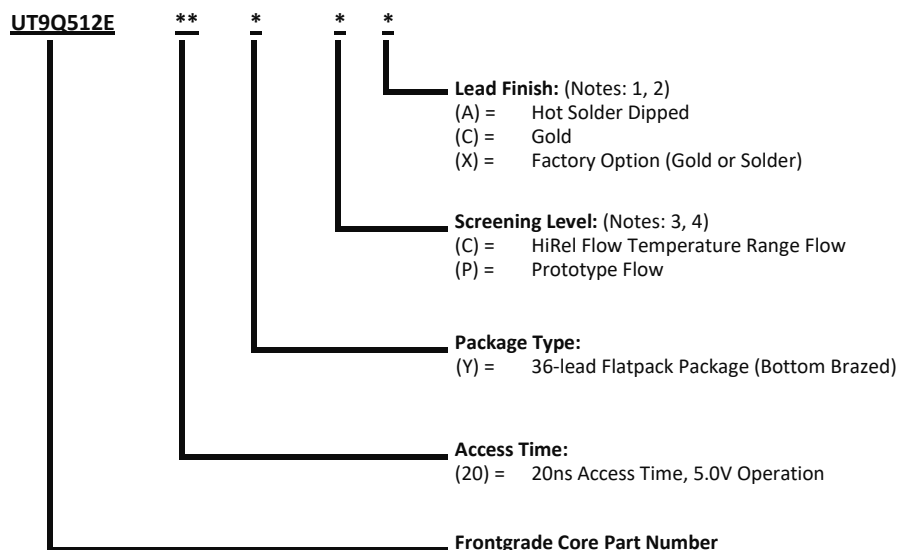 UT9Q512E ** * * *
Lead Finish: (Notes: 1, 2)
(A) = Hot Solder Dipped
(C) = Gold
(X) = Factory Option (Gold or Solder)
Screening Level: (Notes: 3, 4)
(C) = HiRel Flow Temperature Range Flow
(P) = Prototype Flow
Package Type:
(Y) = 36-lead Flatpack Package (Bottom Brazed)
Access Time:
(20) = 20ns Access Time, 5.0V Operation
Frontgrade Core Part Number